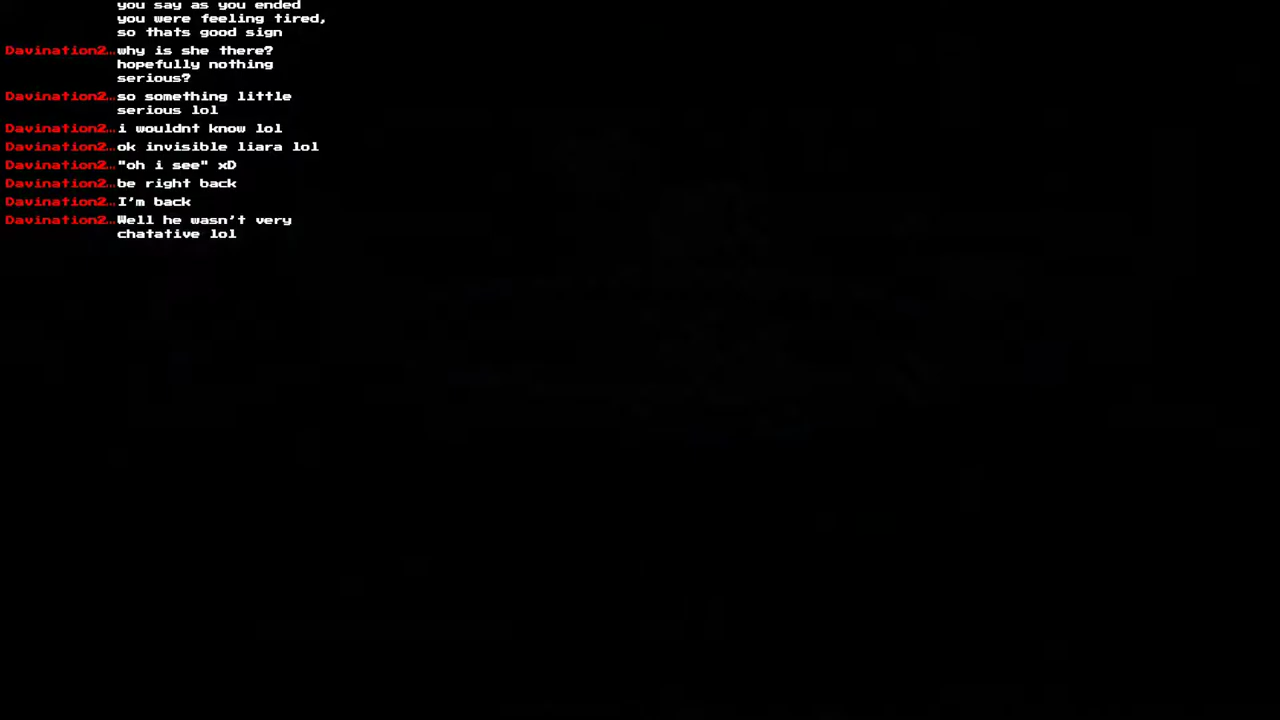 you say as you ended
you were feeling tired,
so thats good sign
Davination2… why is she there?
hopefully nothing
serious?
Davination2… so something little
serious lol
Davination2… i wouldnt know lol
Davination2… ok invisible liara lol
Davination2… "oh i see" xD
Davination2… be right back
Davination2… I'm back
Davination2… Well he wasn't very
chatative lol